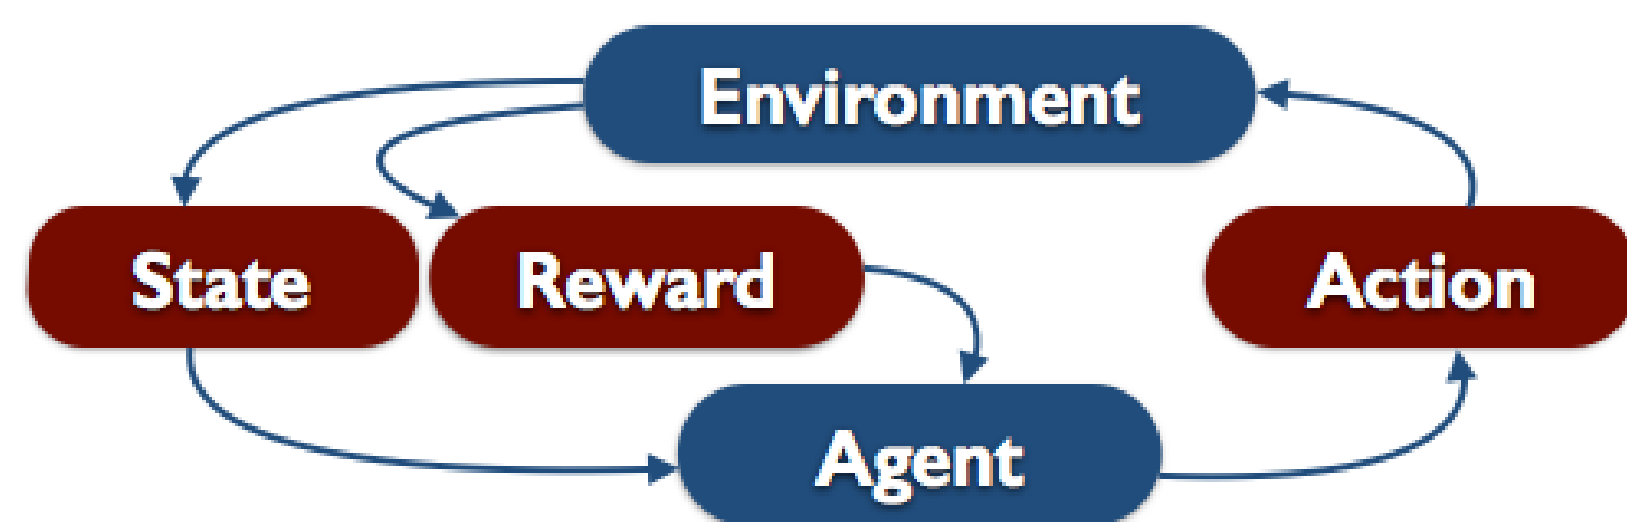 Environment
State
Reward
Action
Agent